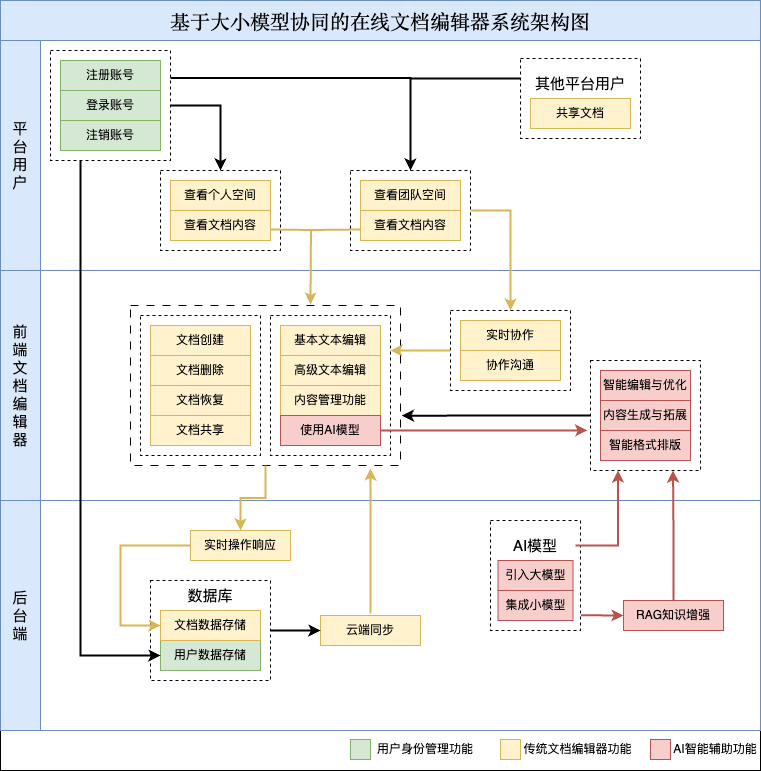 基于大小模型协同的在线文档编辑器系统架构图
平台用户
注册账号
登录账号
注销账号
其他平台用户
共享文档
查看个人空间
查看文档内容
查看团队空间
查看文档内容
前端文档编辑器
文档创建
文档删除
文档恢复
文档共享
基本文本编辑
高级文本编辑
内容管理功能
使用AI模型
实时协作
协作沟通
智能编辑与优化
内容生成与拓展
智能格式排版
后台端
实时操作响应
数据库
文档数据存储
用户数据存储
云端同步
AI模型
引入大模型
集成小模型
RAG知识增强
用户身份管理功能
传统文档编辑器功能
AI智能辅助功能